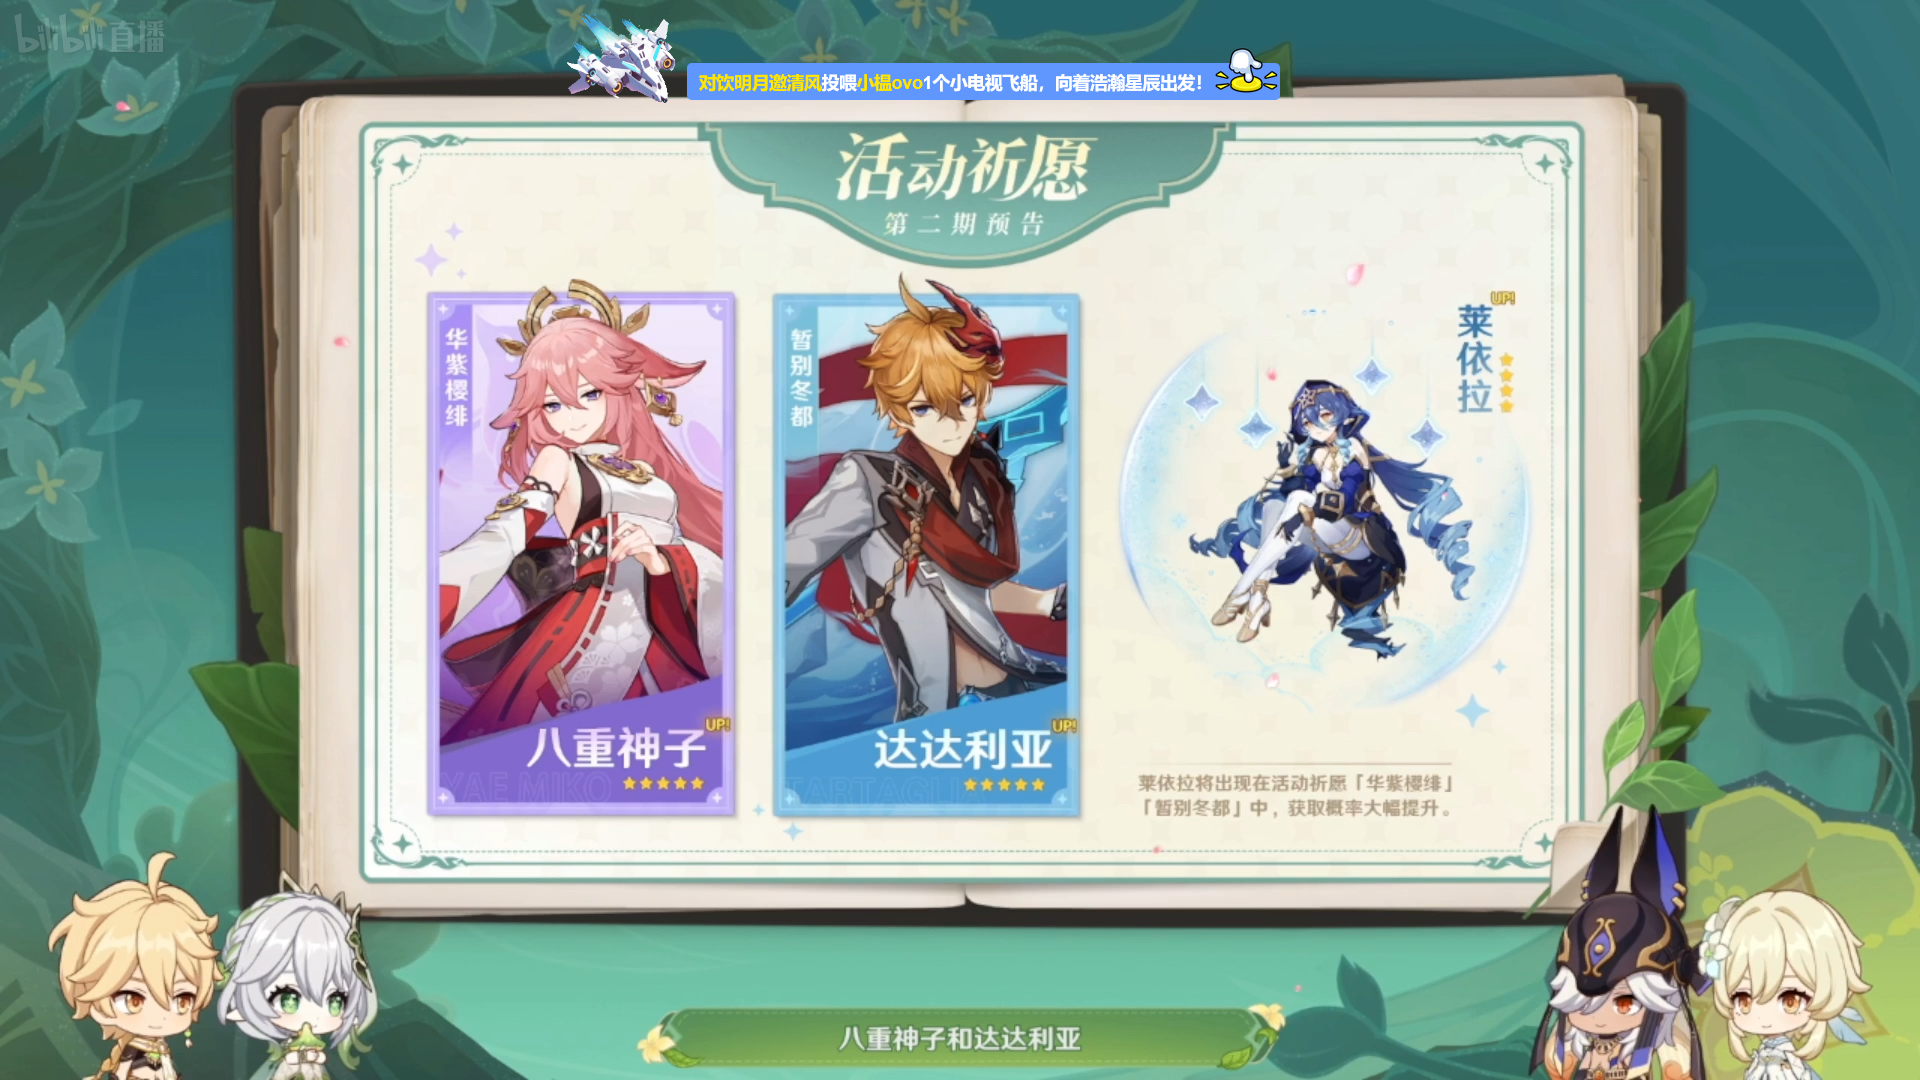 bilibili直播
对饮明月邀清风投喂小榅ovo1个小电视飞船，向着浩瀚星辰出发！
活动祈愿
第二期预告
华紫樱绯
八重神子
UP!
YAE MIKO
暂别冬都
达达利亚
UP!
TARTAGLIA
莱依拉
UP!
莱依拉将出现在活动祈愿「华紫樱绯」
「暂别冬都」中，获取概率大幅提升。
八重神子和达达利亚